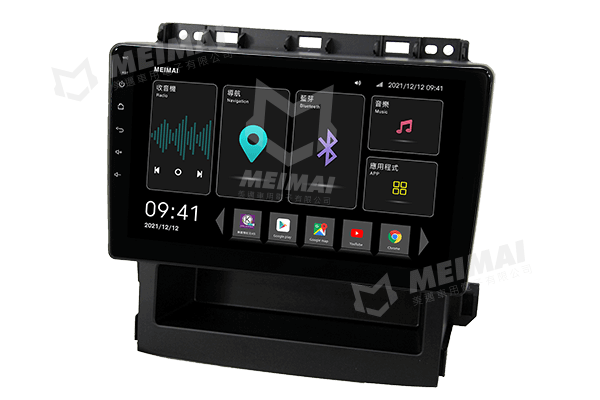 MEIMAI
2021/12/12 09:41
收音機
Radio
導航
Navigation
藍芽
Bluetooth
音樂
Music
應用程式
APP
09:41
2021/12/12
Google play
Google map
YouTube
Chrome
MEIMAI
MEIMAI
MEIMAI